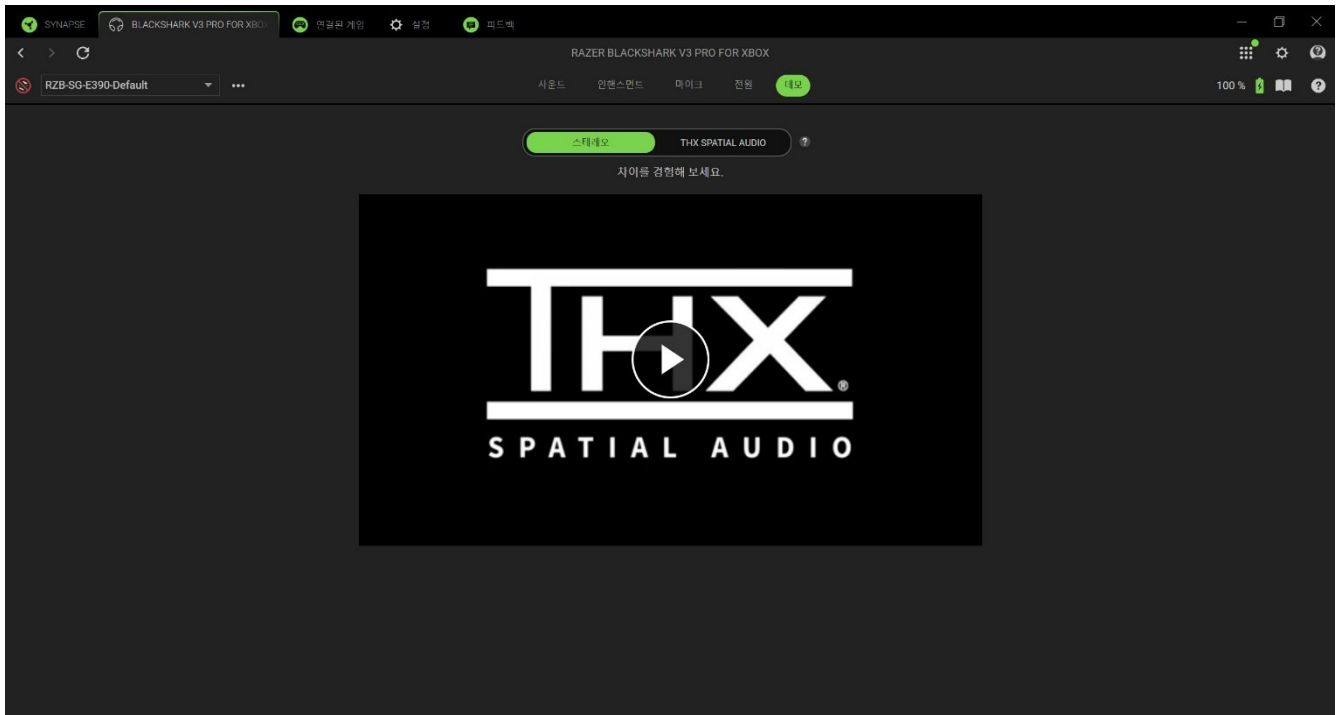 SYNAPSE BLACKSHARK V3 PRO FOR XBO 연결된 게임 설정 피드백
RAZER BLACKSHARK V3 PRO FOR XBOX
RZB-SG-E390-Default 사운드 인핸스먼트 마이크 전원 데모 100 %
스테레오 THX SPATIAL AUDIO ?
차이를 경험해 보세요.
THX®
SPATIAL AUDIO